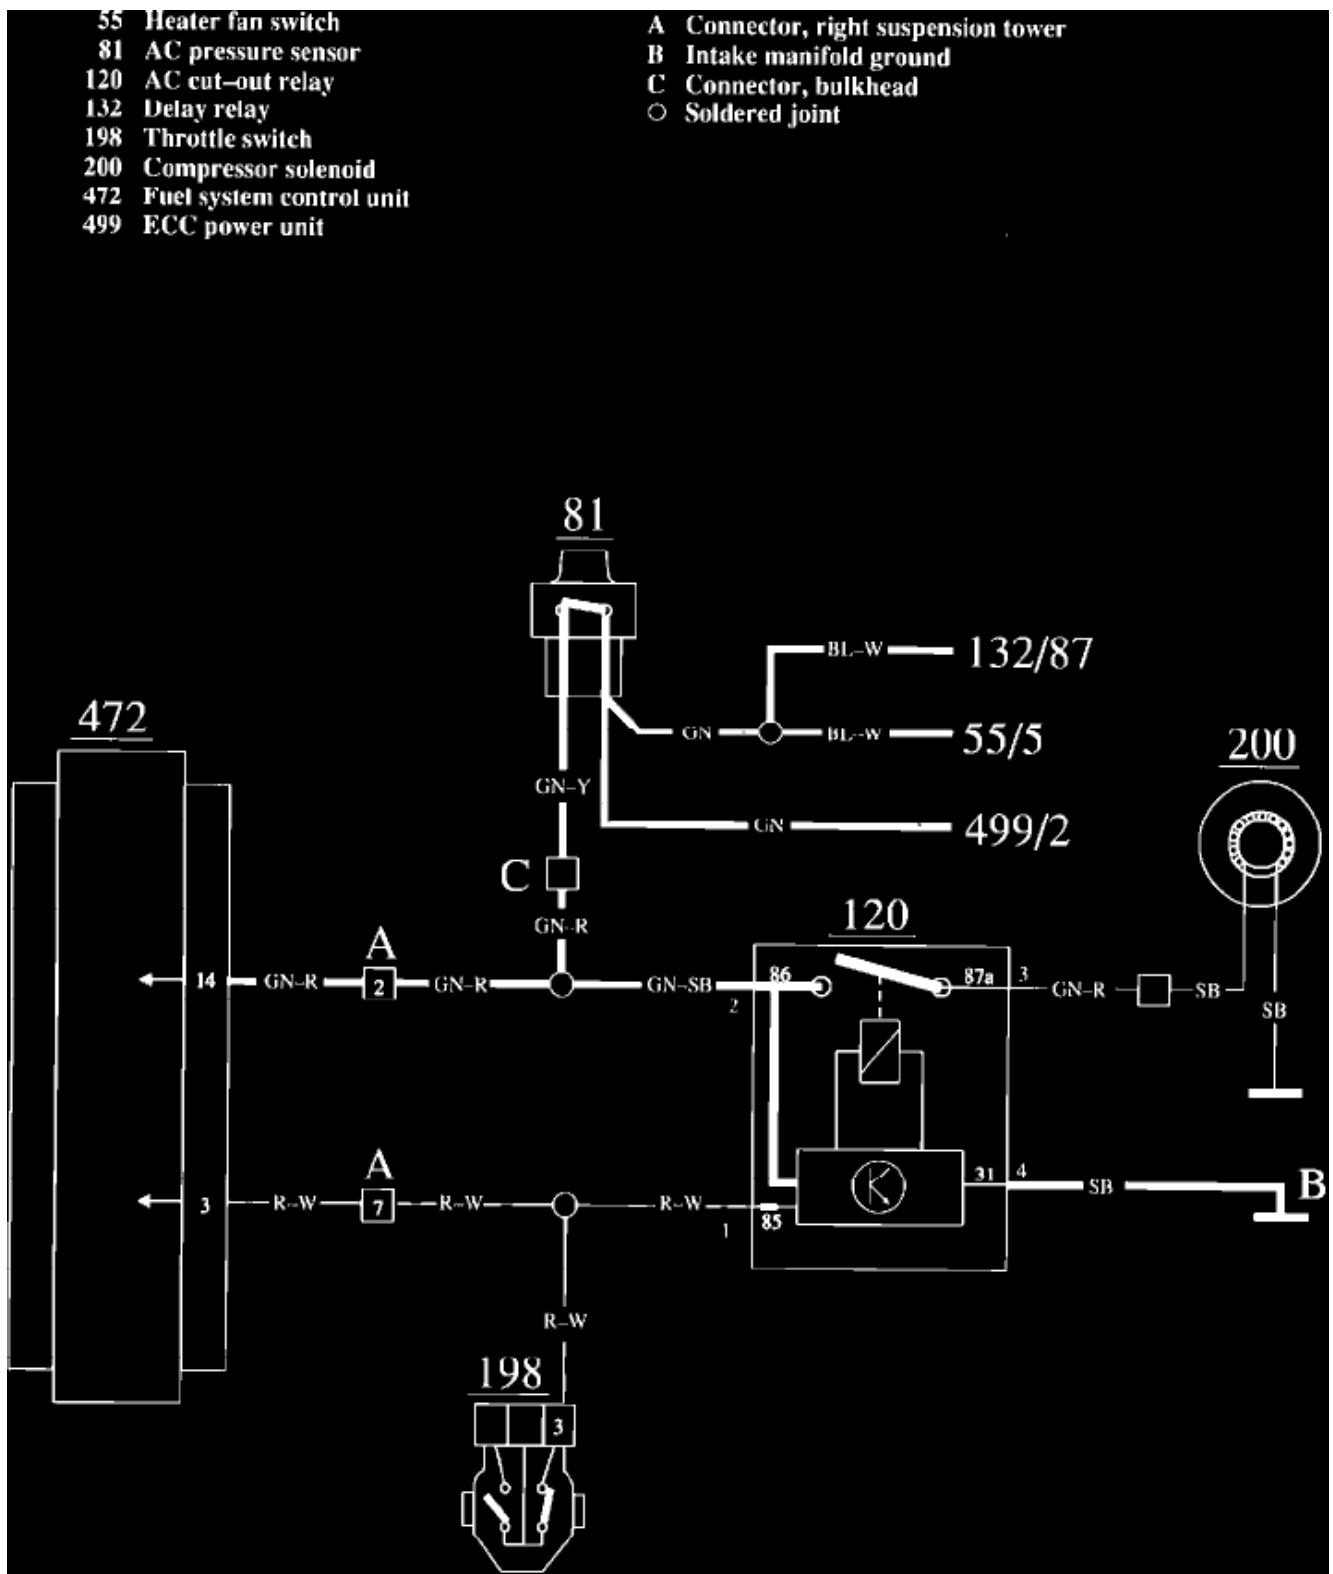 55 Heater fan switch
81 AC pressure sensor
120 AC cut–out relay
132 Delay relay
198 Throttle switch
200 Compressor solenoid
472 Fuel system control unit
499 ECC power unit
A Connector, right suspension tower
B Intake manifold ground
C Connector, bulkhead
Soldered joint
81
BL–W 132/87
472
GN BL–W 55/5
200
GN–Y
GN 499/2
C
120
GN–R
A
14 GN–R 2 GN–R GN–SB 2 86 87a 3 GN–R SB
SB
A
31 4 SB B
3 R–W 7 R–W R–W 1 85
R–W
198
3